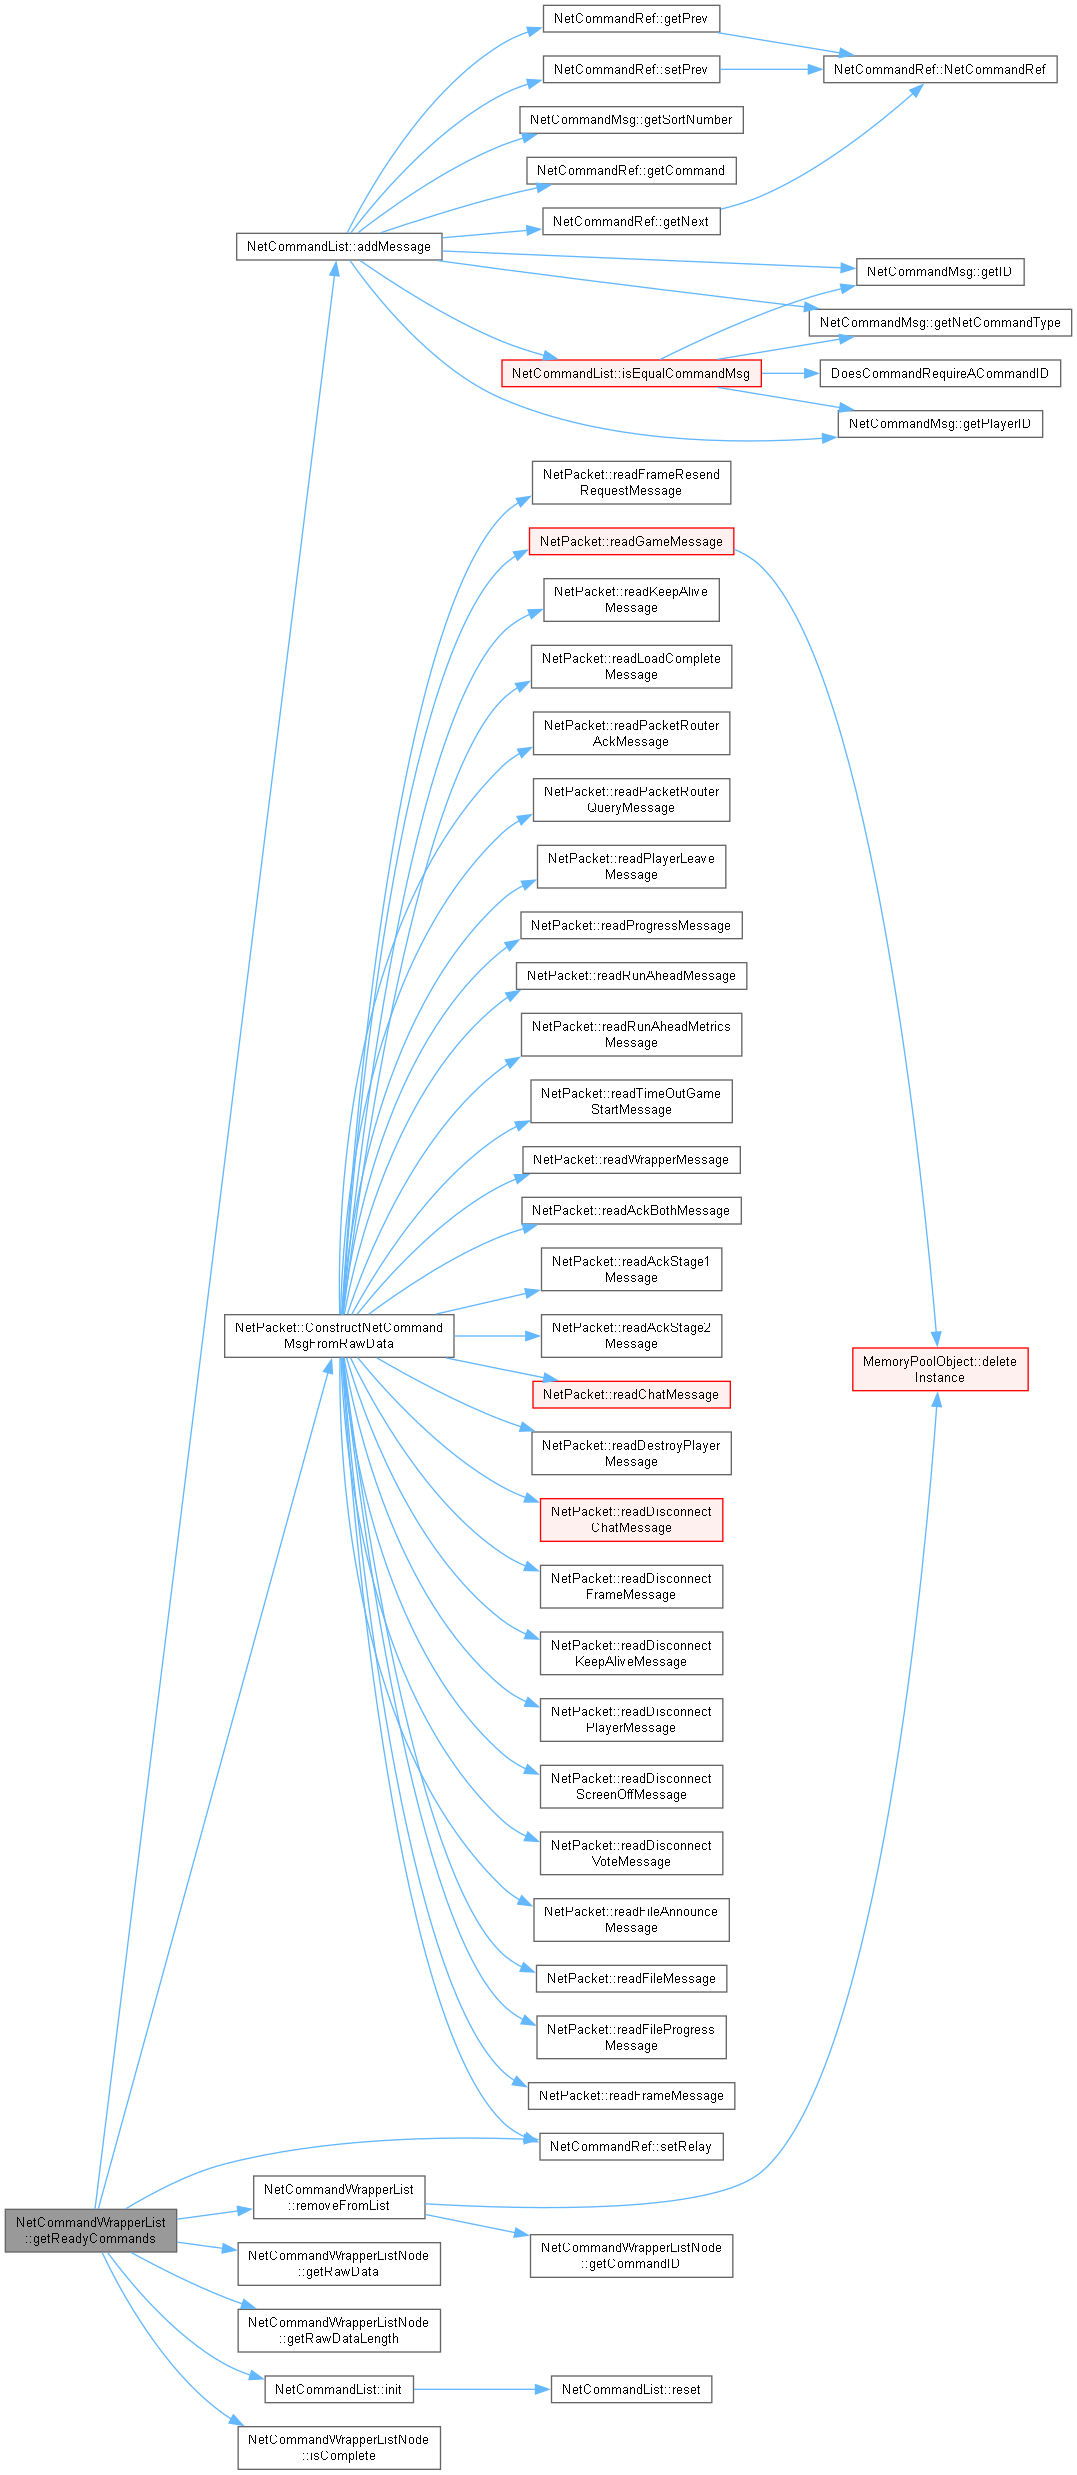 NetCommandRef::getPrev
NetCommandRef::NetCommandRef
NetCommandRef::setPrev
NetCommandMsg::getSortNumber
NetCommandRef::getCommand
NetCommandRef::getNext
NetCommandList::addMessage
NetCommandMsg::getID
NetCommandMsg::getNetCommandType
NetCommandList::isEqualCommandMsg
DoesCommandRequireACommandID
NetCommandMsg::getPlayerID
NetPacket::readFrameResend
RequestMessage
NetPacket::readGameMessage
NetPacket::readKeepAlive
Message
NetPacket::readLoadComplete
Message
NetPacket::readPacketRouter
AckMessage
NetPacket::readPacketRouter
QueryMessage
NetPacket::readPlayerLeave
Message
NetPacket::readProgressMessage
NetPacket::readRunAheadMessage
NetPacket::readRunAheadMetrics
Message
NetPacket::readTimeOutGame
StartMessage
NetPacket::readWrapperMessage
NetPacket::readAckBothMessage
NetPacket::readAckStage1
Message
NetPacket::ConstructNetCommand
MsgFromRawData
NetPacket::readAckStage2
Message
MemoryPoolObject::delete
Instance
NetPacket::readChatMessage
NetPacket::readDestroyPlayer
Message
NetPacket::readDisconnect
ChatMessage
NetPacket::readDisconnect
FrameMessage
NetPacket::readDisconnect
KeepAliveMessage
NetPacket::readDisconnect
PlayerMessage
NetPacket::readDisconnect
ScreenOffMessage
NetPacket::readDisconnect
VoteMessage
NetPacket::readFileAnnounce
Message
NetPacket::readFileMessage
NetPacket::readFileProgress
Message
NetPacket::readFrameMessage
NetCommandRef::setRelay
NetCommandWrapperList
::removeFromList
NetCommandWrapperList
::getReadyCommands
NetCommandWrapperListNode
::getCommandID
NetCommandWrapperListNode
::getRawData
NetCommandWrapperListNode
::getRawDataLength
NetCommandList::init
NetCommandList::reset
NetCommandWrapperListNode
::isComplete